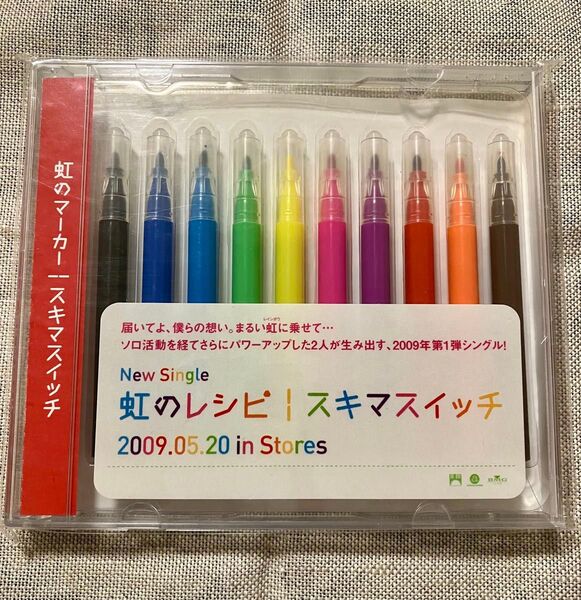 虹のマーカー | スキマスイッチ
届いてよ、僕らの想い。まるい虹に乗せて…
レインボウ
ソロ活動を経てさらにパワーアップした2人が生み出す、2009年第1弾シングル!
New Single
虹のレシピ | スキマスイッチ
2009.05.20 in Stores
BMG